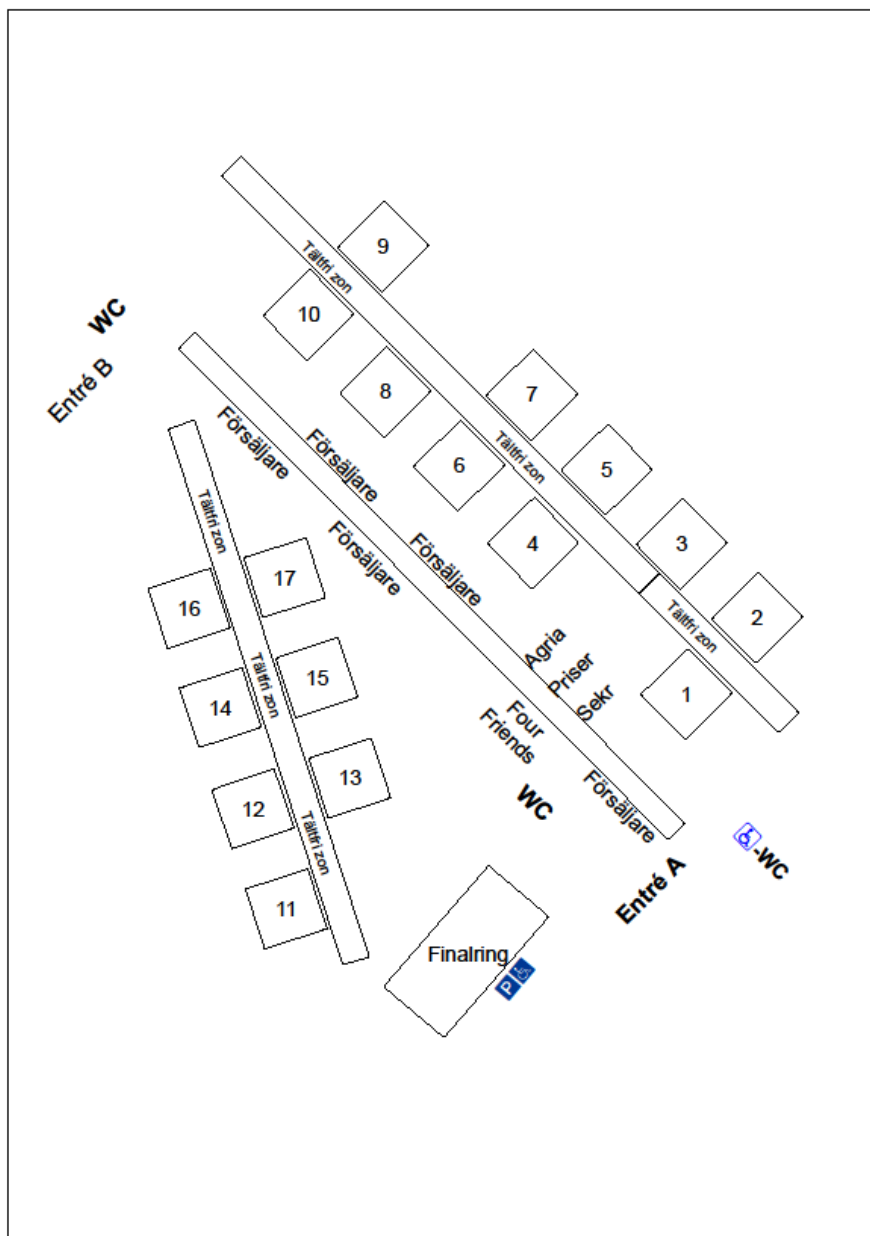 9
Tältfri zon
10
WC
Entré B
8
7
Försäljare
Försäljare
Tältfri zon
6
5
Tältfri zon
4
3
Försäljare
Försäljare
17
16
Tältfri zon
2
Agria
Priser
Sekr
1
15
Tältfri zon
14
Four
Friends
13
12
WC
Försäljare
Tältfri zon
-WC
Entré A
11
Finalring
P